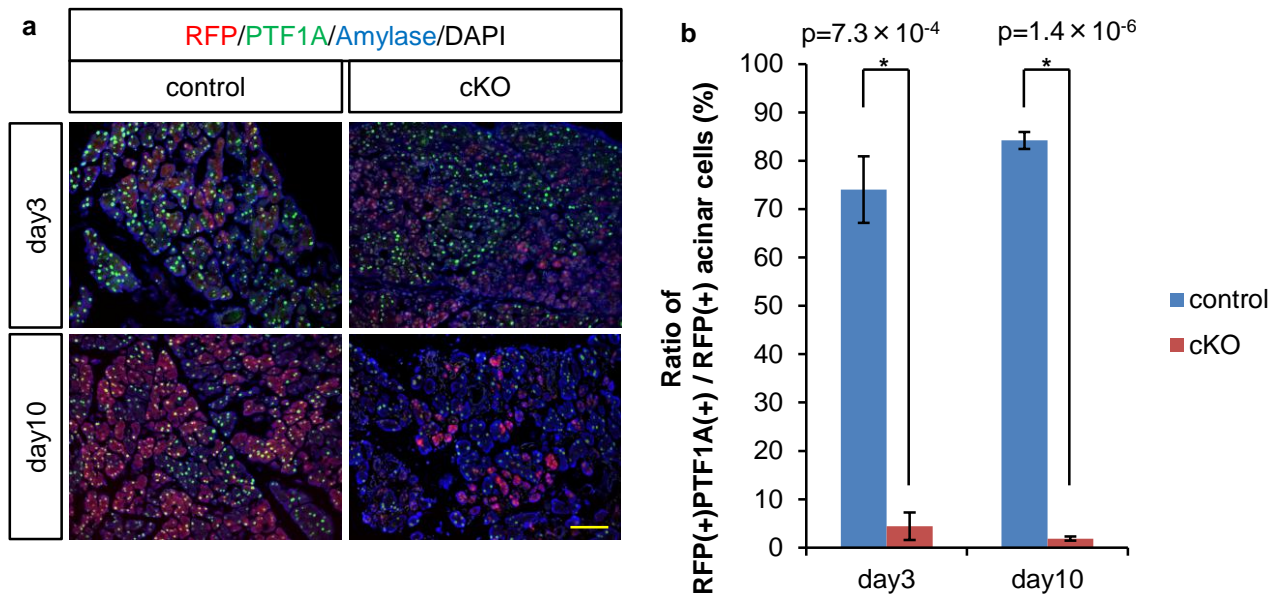 a
RFP/PTF1A/Amylase/DAPI
control
cKO
day3
day10
b
p=7.3×10-4
p=1.4×10-6
*
*
Ratio of
RFP(+)PTF1A(+) / RFP(+) acinar cells (%)
100
90
80
70
60
50
40
30
20
10
0
day3
day10
control
cKO